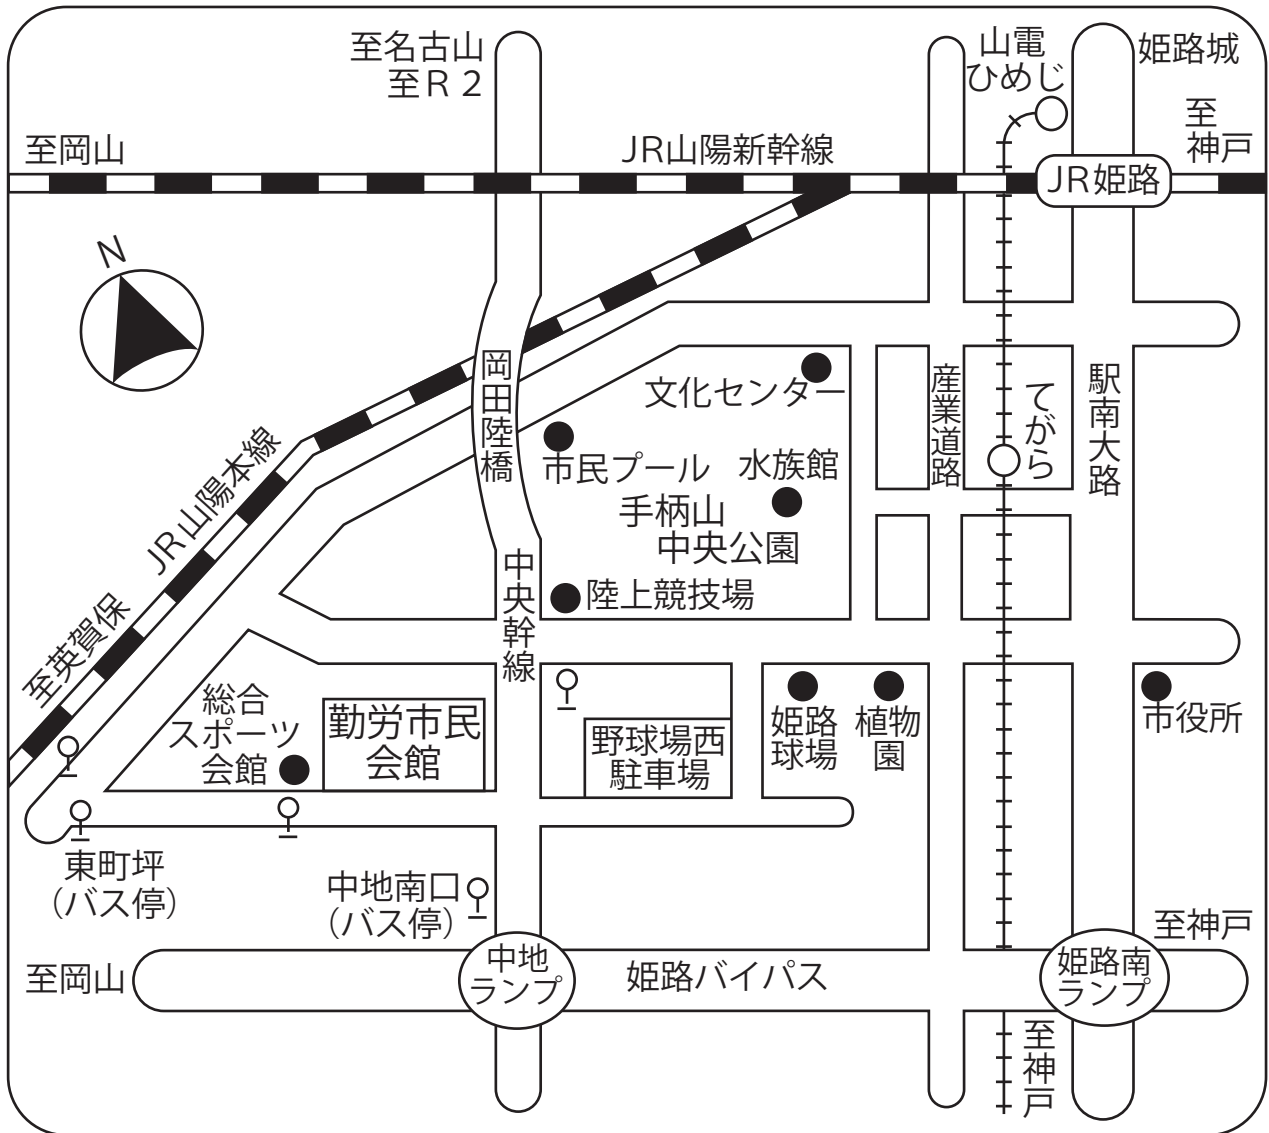 至名古山
至R2
山電
ひめじ
姫路城
至岡山
JR山陽新幹線
至
神戸
JR姫路
N
岡田陸橋
文化センター
産業道路
てがら
駅南大路
市民プール
水族館
手柄山
中央公園
JR山陽本線
中央幹線
陸上競技場
至英賀保
総合
スポーツ
会館
勤労市民
会館
野球場西
駐車場
姫路
球場
植物
園
市役所
東町坪
(バス停)
中地南口
(バス停)
至神戸
至岡山
中地
ランプ
姫路バイパス
姫路南
ランプ
至神戸